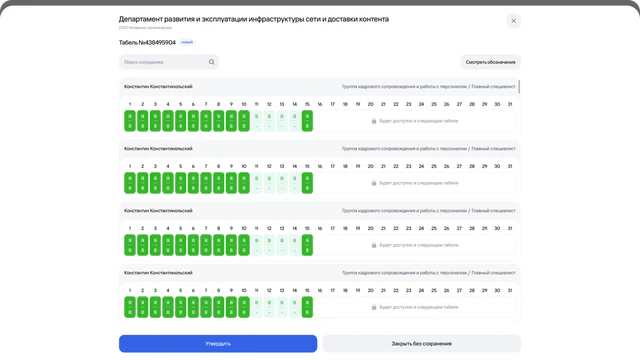 Департамент развития и эксплуатации инфраструктуры сети и доставки контента
ООО Название организации
Табель №438495904 новый
Поиск сотрудника
Смотреть обозначения
Константин Константипольский Группа кадрового сопровождения и работы с персоналом / Главный специалист
1 2 3 4 5 6 7 8 9 10 11 12 13 14 15 16 17 18 19 20 21 22 23 24 25 26 27 28 29 30 31
Будет доступно в следующем табеле
Константин Константипольский Группа кадрового сопровождения и работы с персоналом / Главный специалист
1 2 3 4 5 6 7 8 9 10 11 12 13 14 15 16 17 18 19 20 21 22 23 24 25 26 27 28 29 30 31
Будет доступно в следующем табеле
Константин Константипольский Группа кадрового сопровождения и работы с персоналом / Главный специалист
1 2 3 4 5 6 7 8 9 10 11 12 13 14 15 16 17 18 19 20 21 22 23 24 25 26 27 28 29 30 31
Будет доступно в следующем табеле
Константин Константипольский Группа кадрового сопровождения и работы с персоналом / Главный специалист
1 2 3 4 5 6 7 8 9 10 11 12 13 14 15 16 17 18 19 20 21 22 23 24 25 26 27 28 29 30 31
Будет доступно в следующем табеле
Утвердить
Закрыть без сохранения